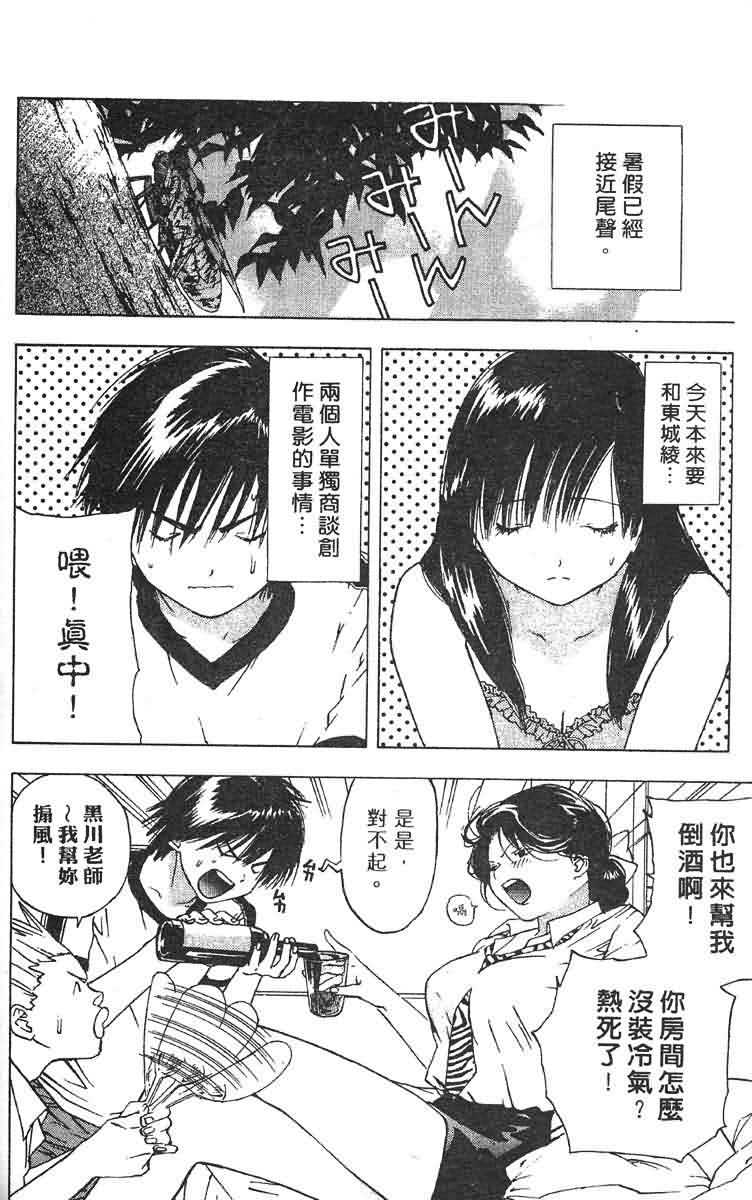 暑假已經
接近尾聲。
みーん
みーん
みーん
今天本來要
和東城綾…
兩個人單獨商談創
作電影的事情…
喂！眞中！
你也來幫我
倒酒啊！
你房間怎麼
沒裝冷氣？
熱死了！
嗝
是是，
對不起。
黑川老師
～我幫妳
搧風！